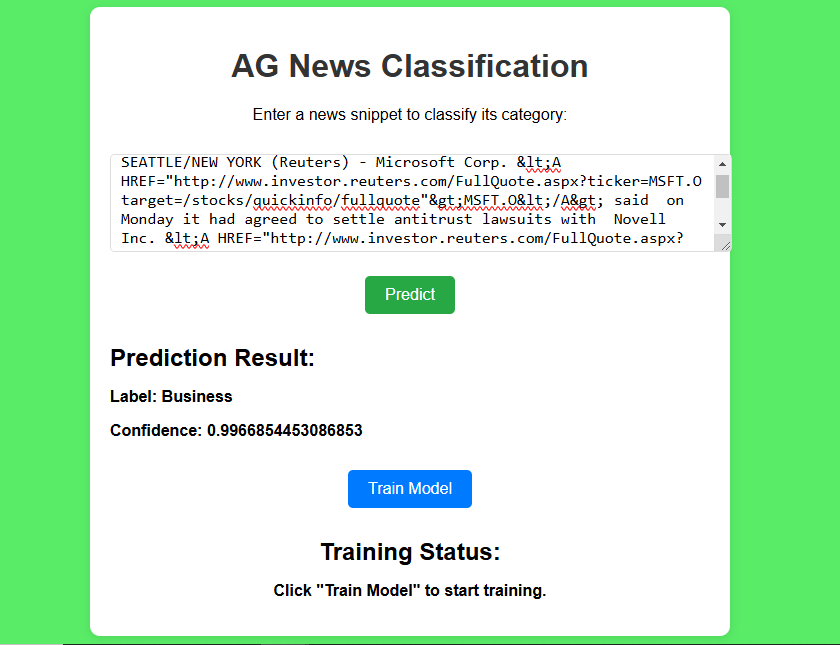 AG News Classification
Enter a news snippet to classify its category:
SEATTLE/NEW YORK (Reuters) - Microsoft Corp. &lt;A
HREF="http://www.investor.reuters.com/FullQuote.aspx?ticker=MSFT.O
target=/stocks/quickinfo/fullquote"&gt;MSFT.O&lt;/A&gt; said  on
Monday it had agreed to settle antitrust lawsuits with  Novell
Inc. &lt;A HREF="http://www.investor.reuters.com/FullQuote.aspx?
Predict
Prediction Result:
Label: Business
Confidence: 0.9966854453086853
Train Model
Training Status:
Click "Train Model" to start training.